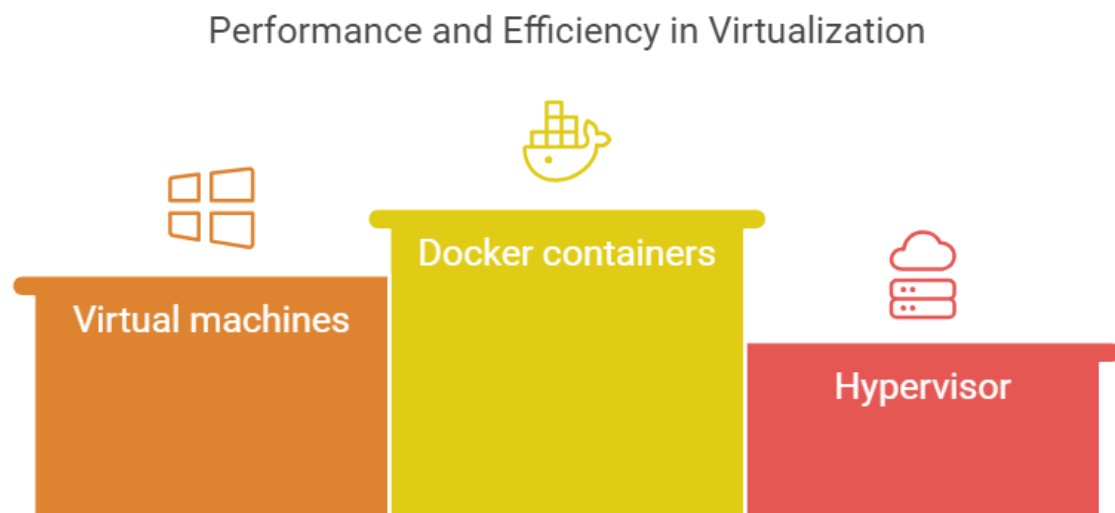 Performance and Efficiency in Virtualization
Docker containers
Virtual machines
Hypervisor